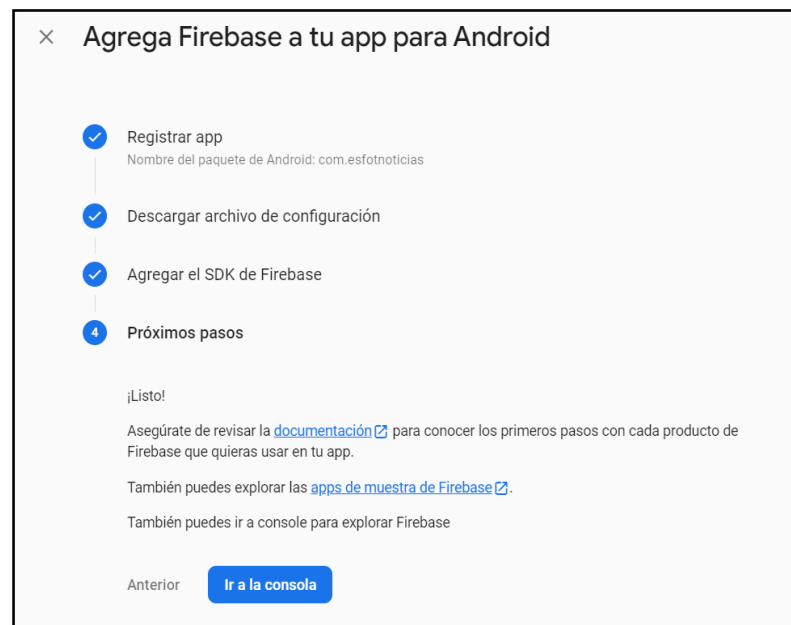 Agrega Firebase a tu app para Android
Registrar app
Nombre del paquete de Android: com.esfotnoticias
Descargar archivo de configuración
Agregar el SDK de Firebase
4 Próximos pasos
¡Listo!
Asegúrate de revisar la documentación para conocer los primeros pasos con cada producto de
Firebase que quieras usar en tu app.
También puedes explorar las apps de muestra de Firebase.
También puedes ir a console para explorar Firebase
Anterior Ir a la consola